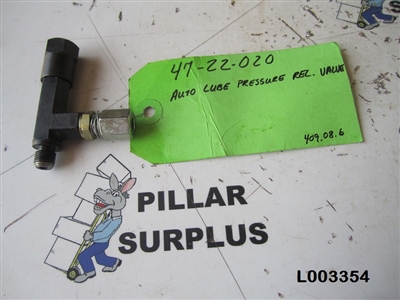 47-22-020
AUTO LUBE PRESSURE REL. VALVE
409.08.6
PILLAR
SURPLUS
L003354